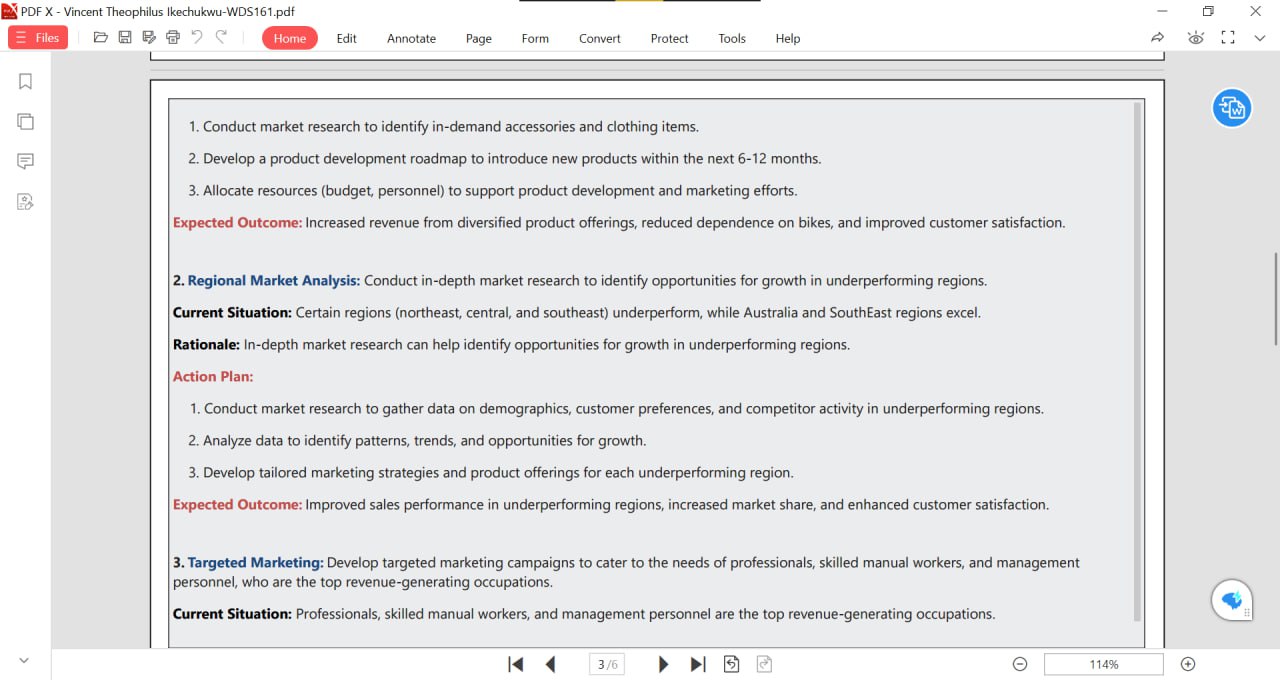 PDF X - Vincent Theophilus Ikechukwu-WDS161.pdf
Files
Home Edit Annotate Page Form Convert Protect Tools Help
1. Conduct market research to identify in-demand accessories and clothing items.
2. Develop a product development roadmap to introduce new products within the next 6-12 months.
3. Allocate resources (budget, personnel) to support product development and marketing efforts.
Expected Outcome: Increased revenue from diversified product offerings, reduced dependence on bikes, and improved customer satisfaction.
2. Regional Market Analysis: Conduct in-depth market research to identify opportunities for growth in underperforming regions.
Current Situation: Certain regions (northeast, central, and southeast) underperform, while Australia and SouthEast regions excel.
Rationale: In-depth market research can help identify opportunities for growth in underperforming regions.
Action Plan:
1. Conduct market research to gather data on demographics, customer preferences, and competitor activity in underperforming regions.
2. Analyze data to identify patterns, trends, and opportunities for growth.
3. Develop tailored marketing strategies and product offerings for each underperforming region.
Expected Outcome: Improved sales performance in underperforming regions, increased market share, and enhanced customer satisfaction.
3. Targeted Marketing: Develop targeted marketing campaigns to cater to the needs of professionals, skilled manual workers, and management
personnel, who are the top revenue-generating occupations.
Current Situation: Professionals, skilled manual workers, and management personnel are the top revenue-generating occupations.
3/6
114%